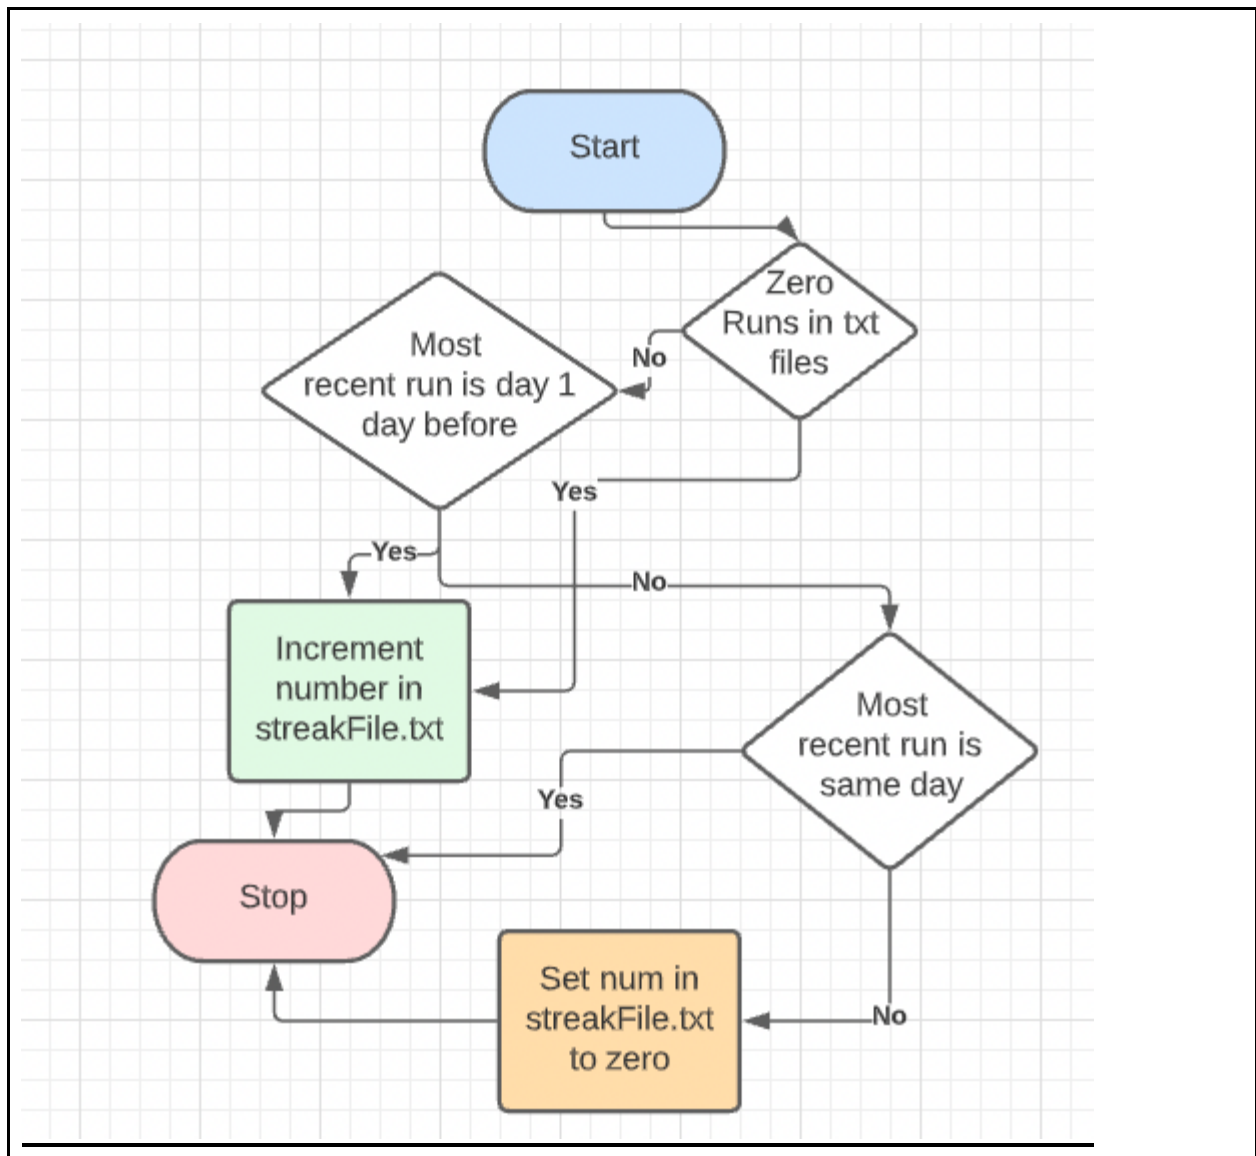 Start
Zero
Runs in txt
files
No
Most
recent run is day 1
day before
Yes
Yes
No
Increment
number in
streakFile.txt
Most
recent run is
same day
Yes
Stop
Set num in
streakFile.txt
to zero
No